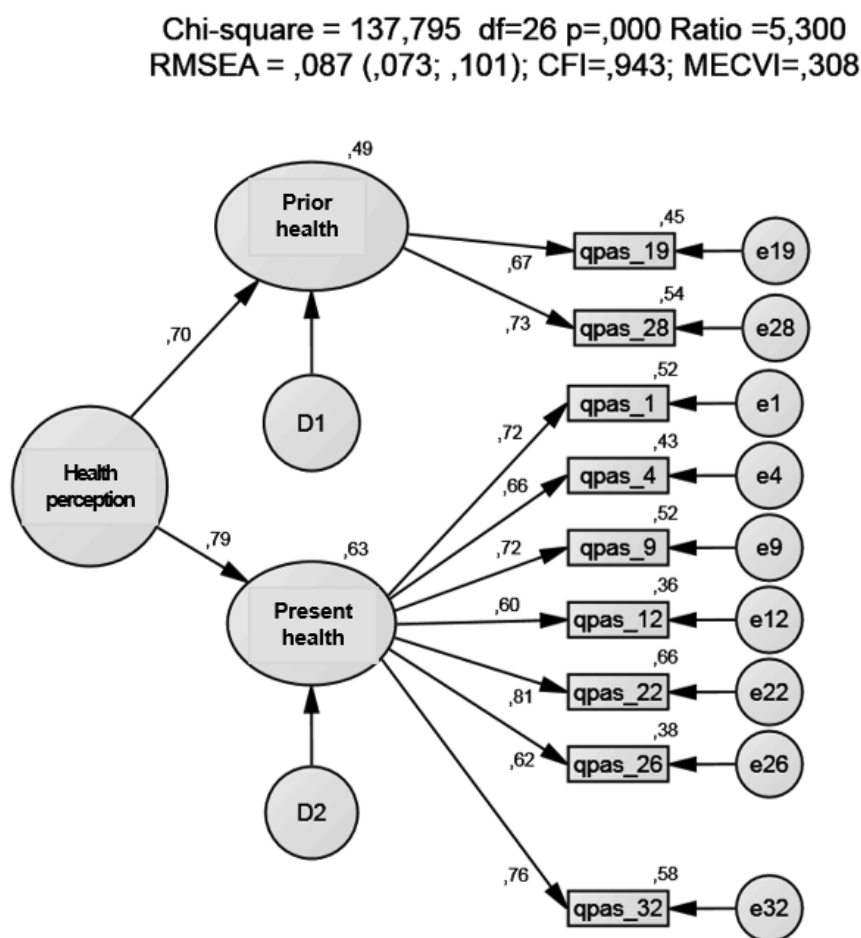 Chi-square = 137,795 df=26 p=,000 Ratio =5,300
RMSEA = ,087 (,073; ,101); CFI=,943; MECVI=,308
,49
Prior
health
,45
qpas_19
e19
,67
,54
qpas_28
e28
,73
,70
D1
,52
qpas_1
e1
,72
,43
qpas_4
e4
,66
Health
perception
,79
,52
qpas_9
e9
,72
,63
Present
health
,36
qpas_12
e12
,60
,66
qpas_22
e22
,81
,38
qpas_26
e26
,62
D2
,58
qpas_32
e32
,76